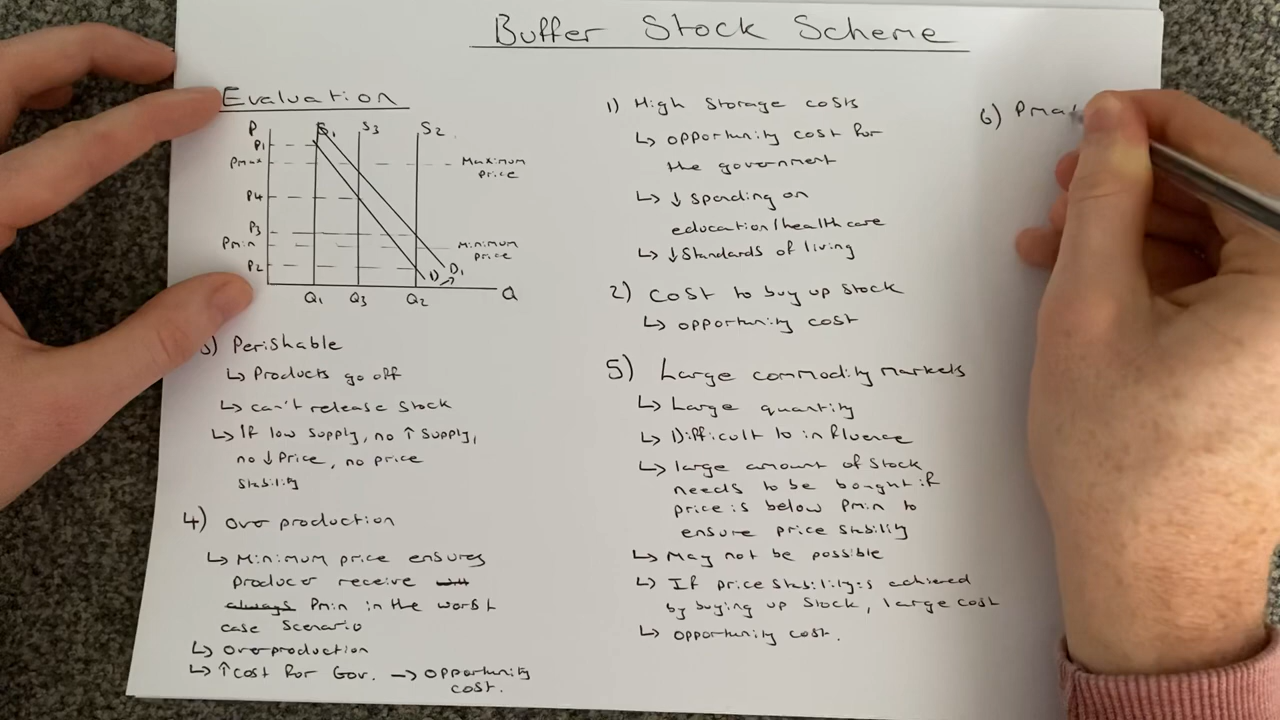 Buffer Stock Scheme
Evaluation
P
S1
S3
S2
P1
Pmax
Maximum
Price
P4
P3
Pmin
Minimum
Price
P2
D
D1
Q1
Q3
Q2
Q
3) Perishable
↳ Products go off
↳ can't release stock
↳ If low supply, no ↑ supply,
no ↓ Price, no price
stability
4) over production
↳ Minimum price ensures
producer receive
always Pmin in the worst
case scenario
↳ overproduction
↳ ↑ cost for Gov. → opportunity
cost.
1) High storage costs
↳ opportunity cost for
the government
↳ ↓ spending on
education/healthcare
↳ ↓ standards of living
2) Cost to buy up stock
↳ opportunity cost
5) Large commodity markets
↳ Large quantity
↳ Difficult to influence
↳ large amount of stock
needs to be bought if
price is below Pmin to
ensure price stability
↳ May not be possible
↳ If price stability is achieved
by buying up stock, large cost
↳ opportunity cost.
6) Pma